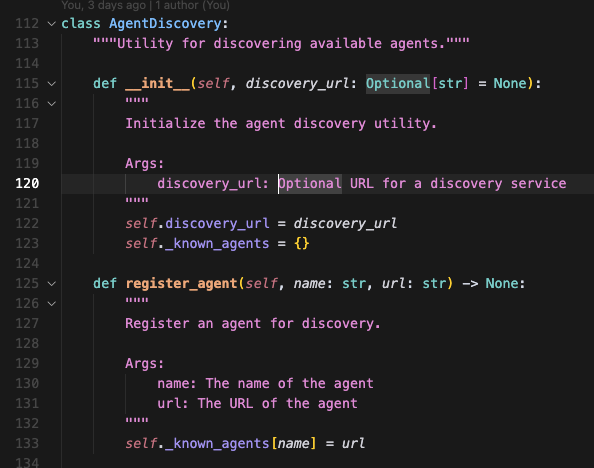 You, 3 days ago | 1 author (You)
112 class AgentDiscovery:
113     """Utility for discovering available agents."""
114
115     def __init__(self, discovery_url: Optional[str] = None):
116         """
117         Initialize the agent discovery utility.
118
119         Args:
120             discovery_url: Optional URL for a discovery service
121         """
122         self.discovery_url = discovery_url
123         self._known_agents = {}
124
125     def register_agent(self, name: str, url: str) -> None:
126         """
127         Register an agent for discovery.
128
129         Args:
130             name: The name of the agent
131             url: The URL of the agent
132         """
133         self._known_agents[name] = url
134